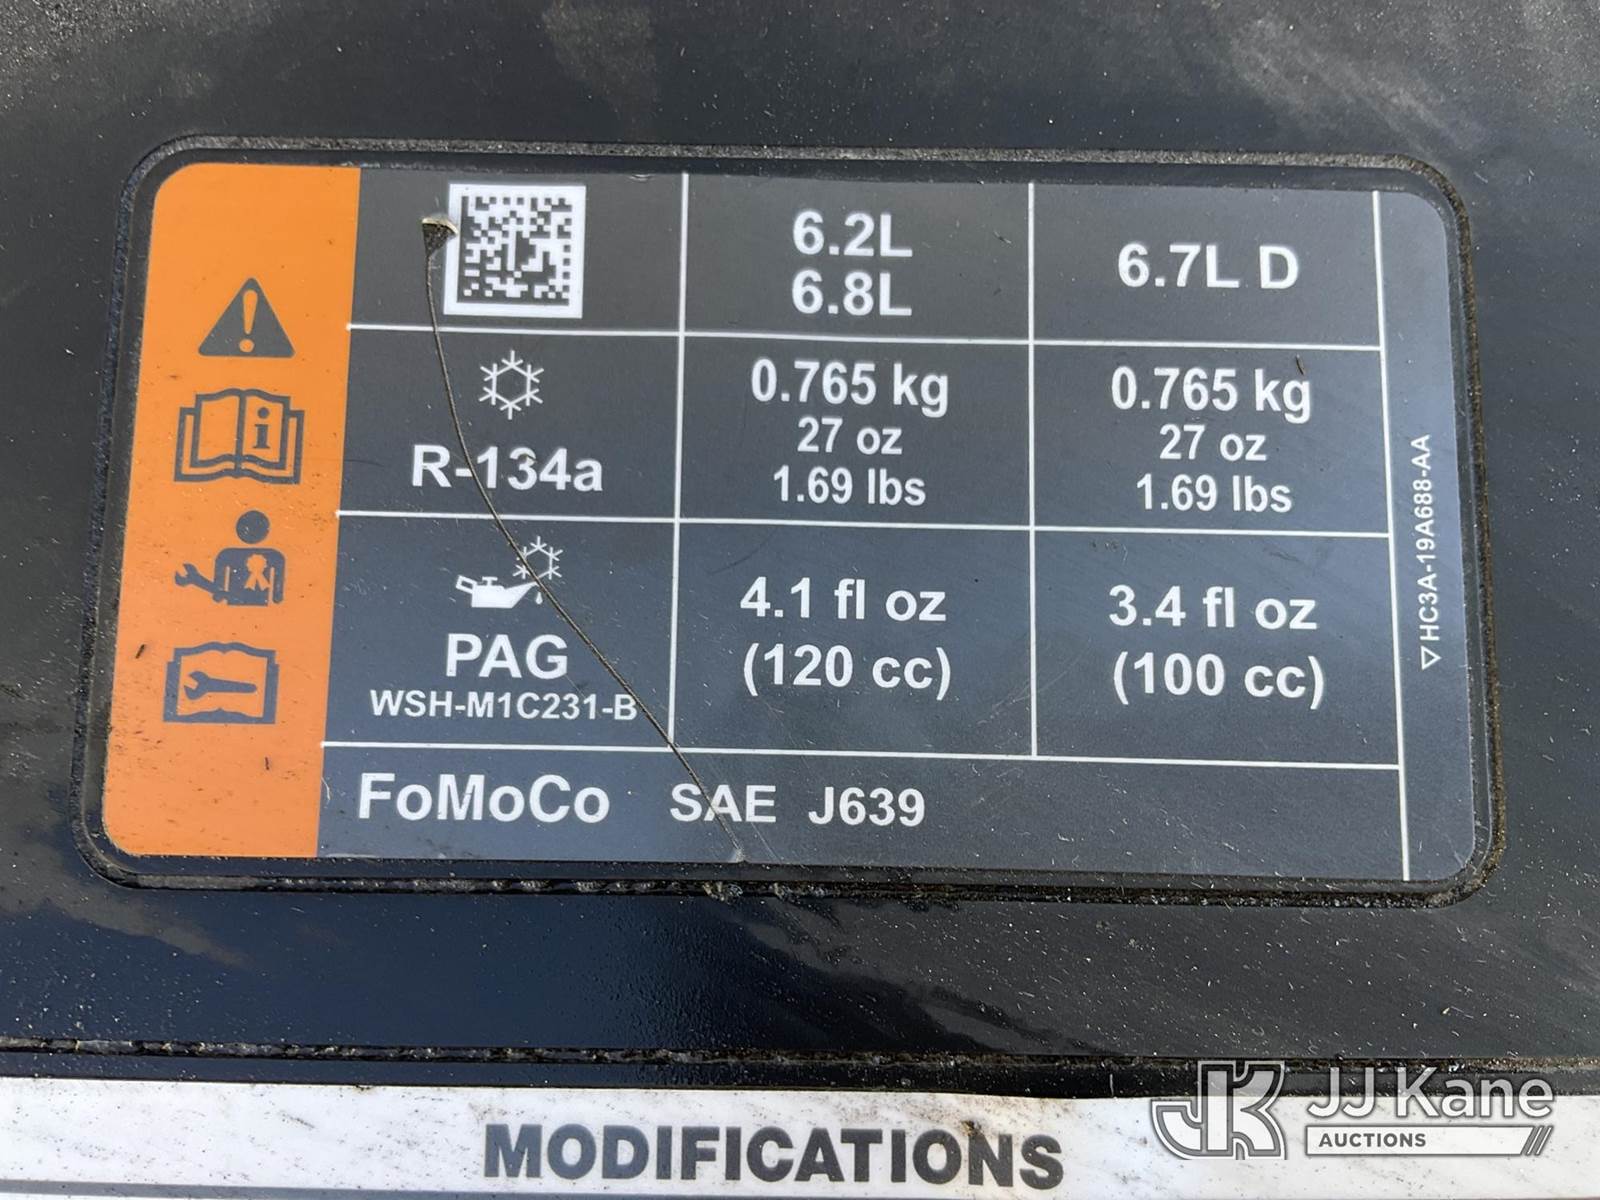 6.2L
6.8L
6.7L D
R-134a
0.765 kg
27 oz
1.69 lbs
0.765 kg
27 oz
1.69 lbs
PAG
WSH-M1C231-B
4.1 fl oz
(120 cc)
3.4 fl oz
(100 cc)
FoMoCo SAE J639
HC3A-19A688-AA
MODIFICATIONS
JK JJ Kane
AUCTIONS